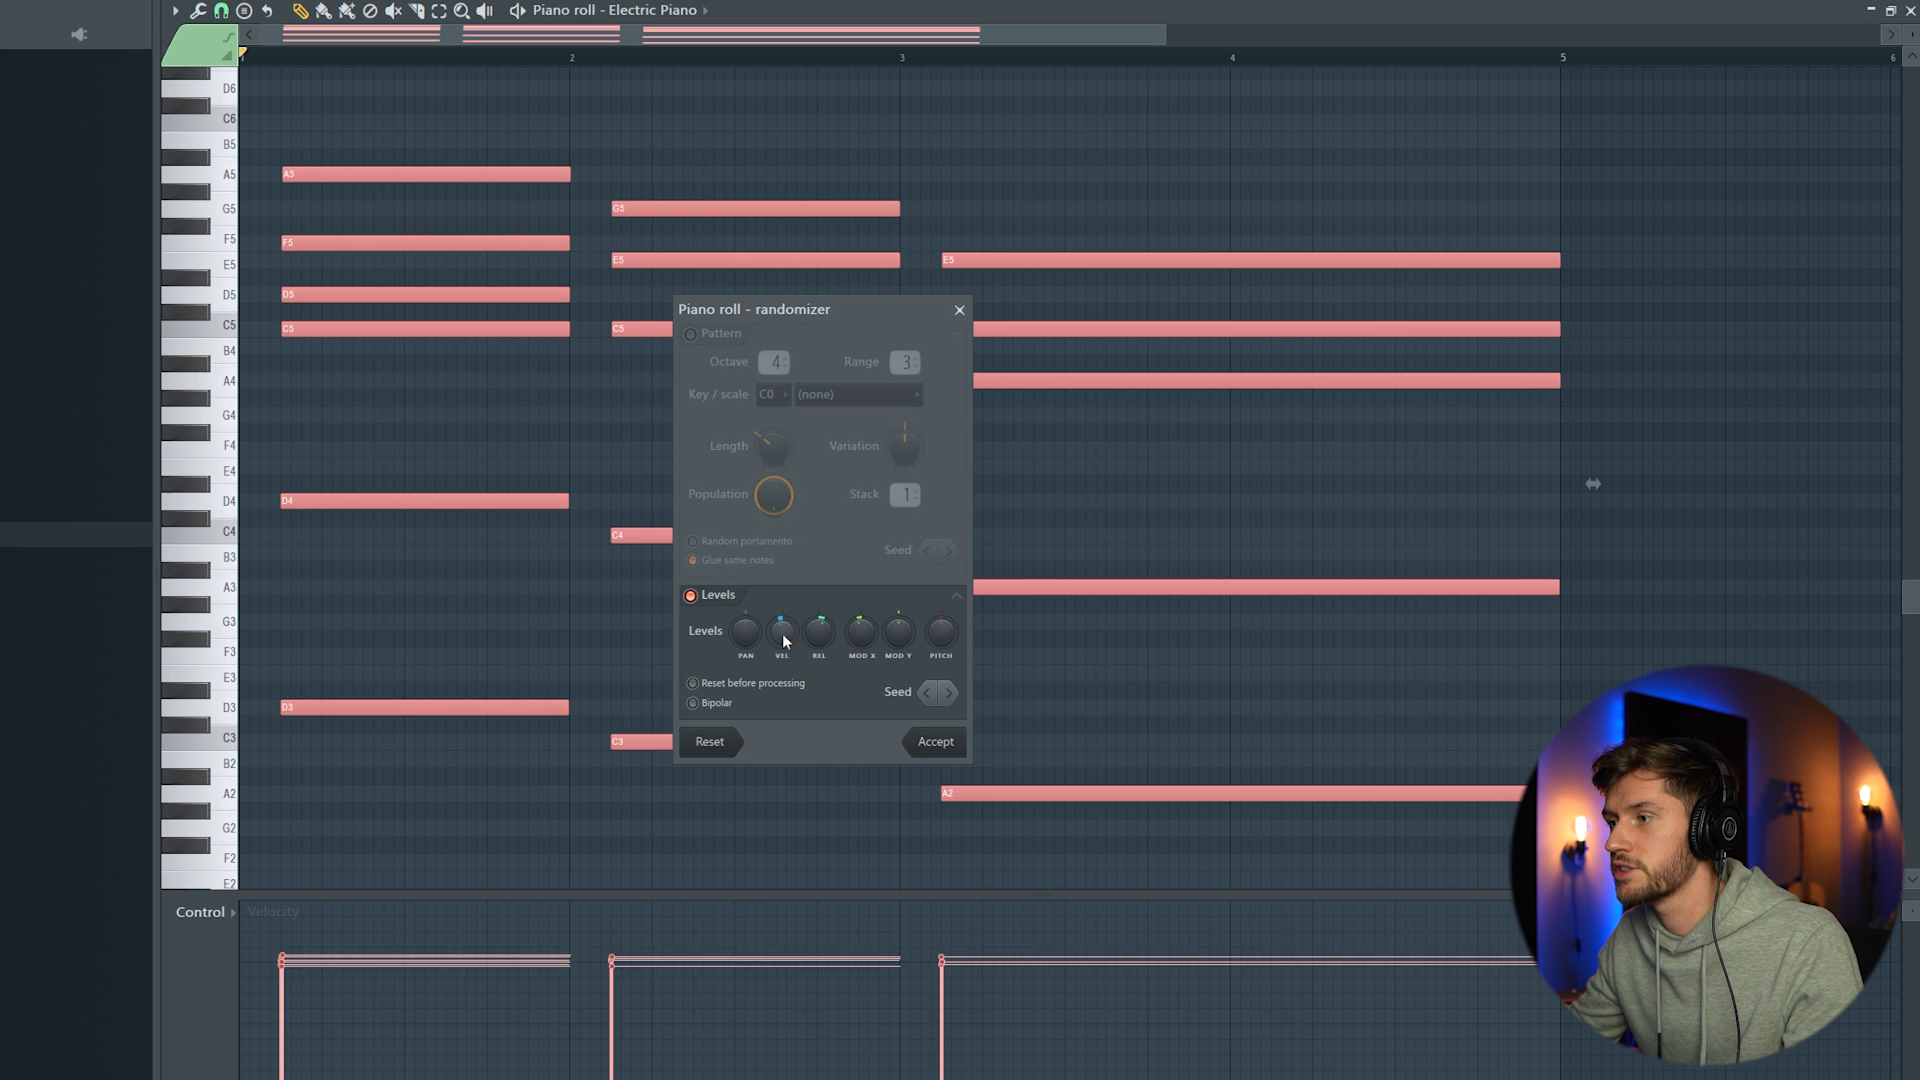 Piano roll - Electric Piano
1 2 3 4 5 6
D6
C6
B5
A5 A5
G5 G5
F5 F5
E5 E5 E5
Piano roll - randomizer
D5 D5
C5 C5 C5
Pattern
B4
Octave 4 Range 3
A4
Key / scale C0 (none)
G4
F4
Length Variation
E4
Population Stack 1
D4 D4
C4 C4
Random portamento
B3
Seed
Glue same notes
A3
Levels
G3
Levels
F3
PAN VEL REL MOD X MOD Y PITCH
E3
Reset before processing
Seed
Bipolar
D3 D3
C3 C3
Reset Accept
B2
A2 A2
G2
F2
E2
Control Velocity